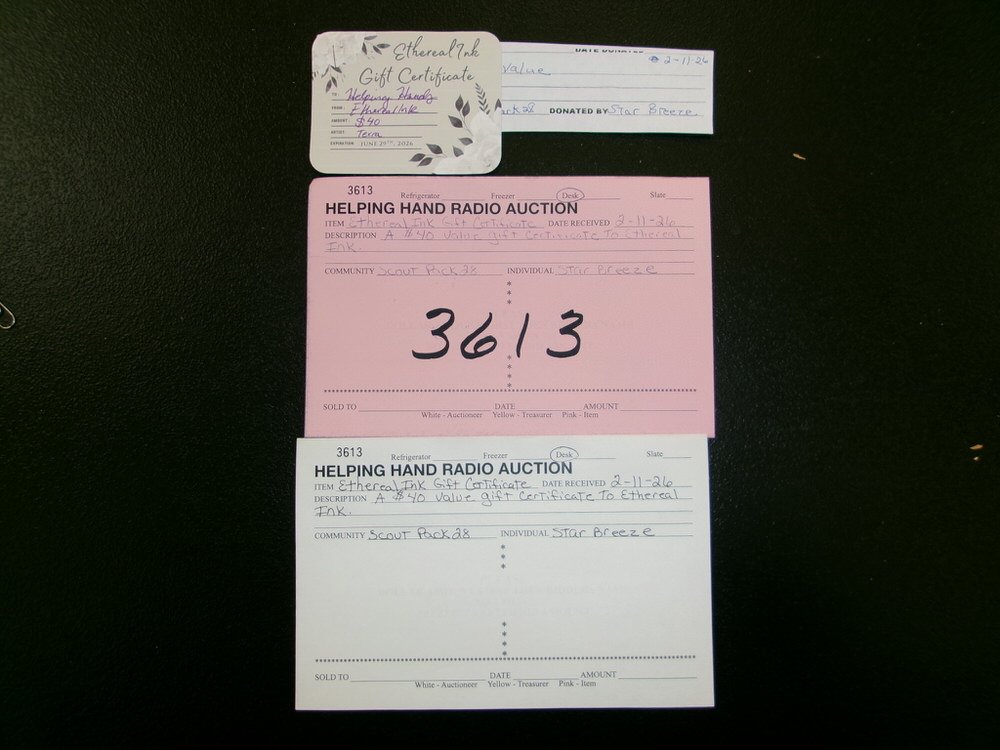 Ethereal Ink
Gift Certificate
TO: Helping Hands
FROM: Ethereal Ink
AMOUNT: $40
ARTIST: Terra
EXPIRATION JUNE 29TH, 2026
DATE DONATED
2-11-26
Value
ack 28 DONATED BY Star Breeze
3613 Refrigerator Freezer Desk Slate
HELPING HAND RADIO AUCTION
ITEM Ethereal Ink Gift Certificate DATE RECEIVED 2-11-26
DESCRIPTION A $40 value gift certificate To Ethereal
Ink.
COMMUNITY Scout Pack 28 INDIVIDUAL Star Breeze
*
*
*
3613
*
*
*
*
SOLD TO DATE AMOUNT
White - Auctioneer Yellow - Treasurer Pink - Item
3613 Refrigerator Freezer Desk Slate
HELPING HAND RADIO AUCTION
ITEM Ethereal Ink Gift Certificate DATE RECEIVED 2-11-26
DESCRIPTION A $40 value gift certificate To Ethereal
Ink.
COMMUNITY Scout Pack 28 INDIVIDUAL Star Breeze
*
*
*
*
*
*
*
SOLD TO DATE AMOUNT
White - Auctioneer Yellow - Treasurer Pink - Item